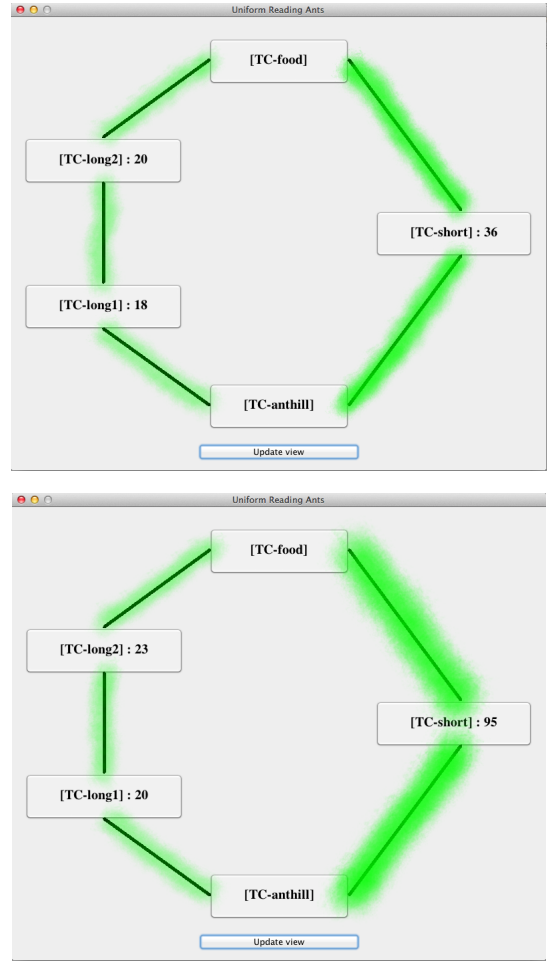 Uniform Reading Ants
[TC-food]
[TC-long2] : 20
[TC-short] : 36
[TC-long1] : 18
[TC-anthill]
Update view
Uniform Reading Ants
[TC-food]
[TC-long2] : 23
[TC-short] : 95
[TC-long1] : 20
[TC-anthill]
Update view